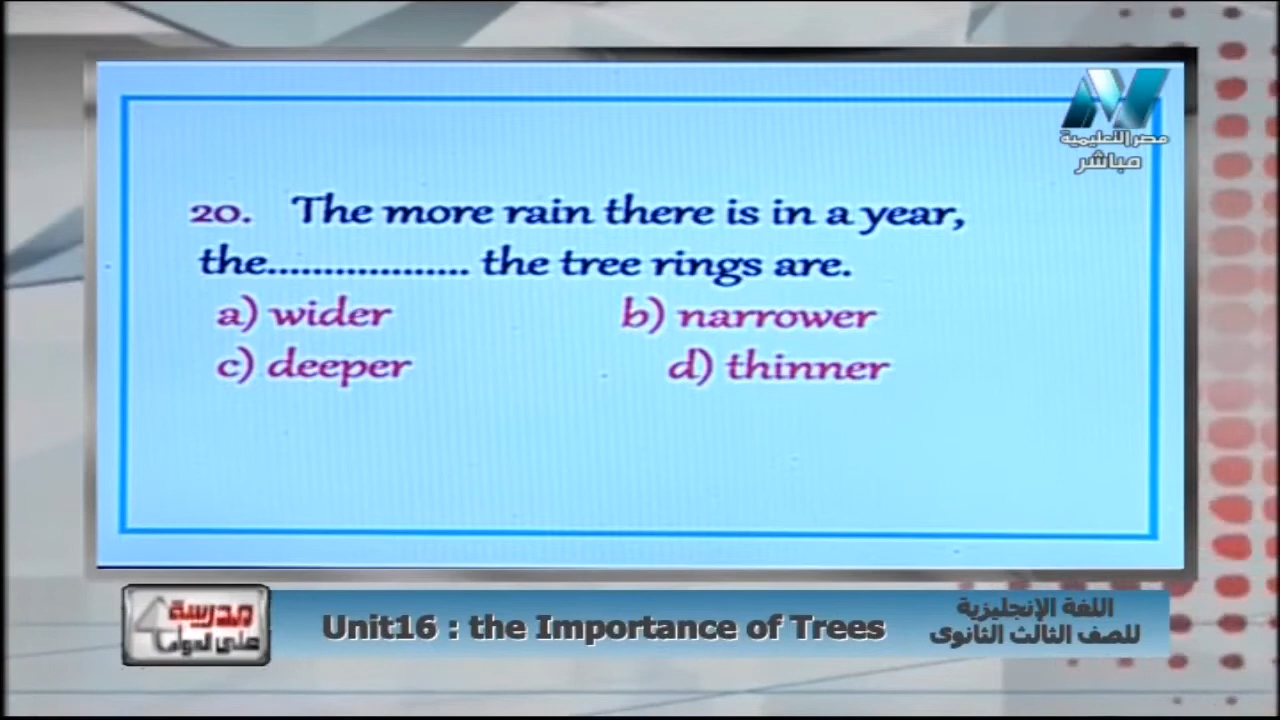 مصر التعليمية
مباشر
20. The more rain there is in a year,
the.................. the tree rings are.
a) wider b) narrower
c) deeper d) thinner
مدرسة
على الهواء
Unit16 : the Importance of Trees
اللغة الإنجليزية
للصف الثالث الثانوى